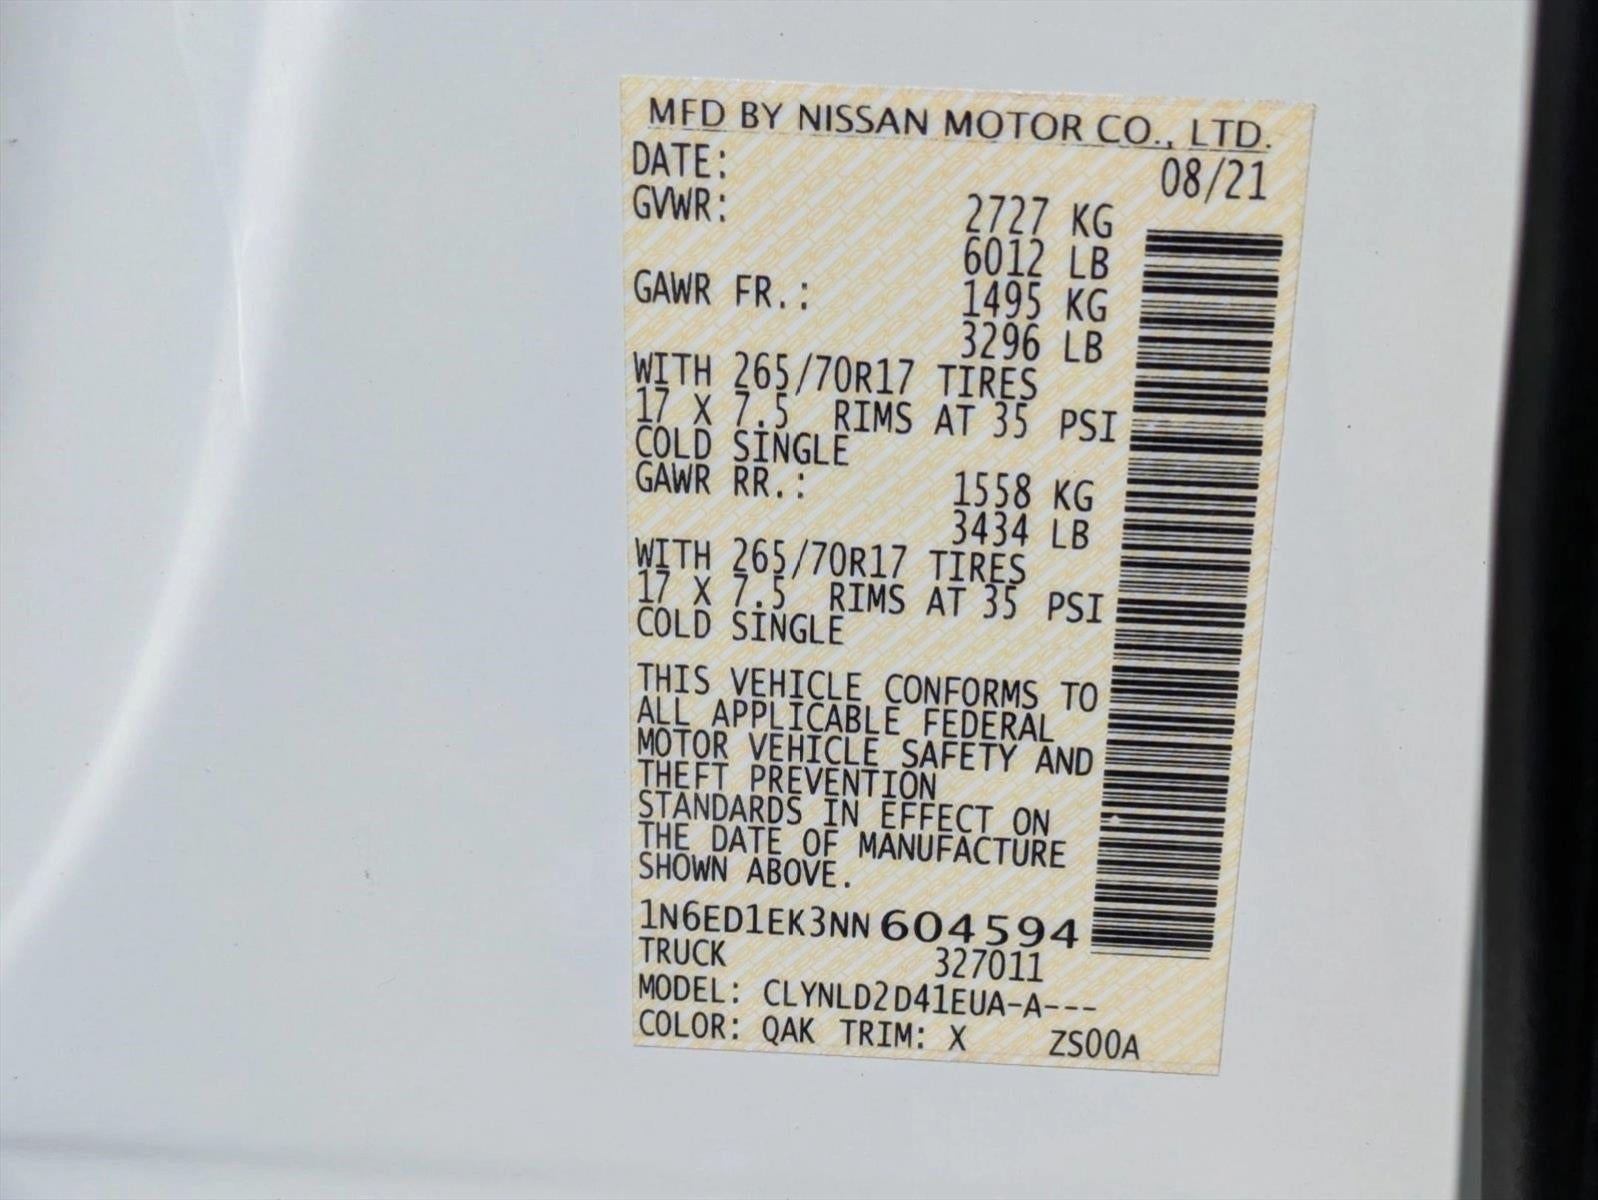 MFD BY NISSAN MOTOR CO., LTD.
DATE: 08/21
GVWR: 2727 KG
6012 LB
GAWR FR.: 1495 KG
3296 LB
WITH 265/70R17 TIRES
17 X 7.5 RIMS AT 35 PSI
COLD SINGLE
GAWR RR.: 1558 KG
3434 LB
WITH 265/70R17 TIRES
17 X 7.5 RIMS AT 35 PSI
COLD SINGLE
THIS VEHICLE CONFORMS TO
ALL APPLICABLE FEDERAL
MOTOR VEHICLE SAFETY AND
THEFT PREVENTION
STANDARDS IN EFFECT ON
THE DATE OF MANUFACTURE
SHOWN ABOVE.
1N6ED1EK3NN604594
TRUCK 327011
MODEL: CLYNLD2D41EUA-A---
COLOR: QAK TRIM: X ZS00A